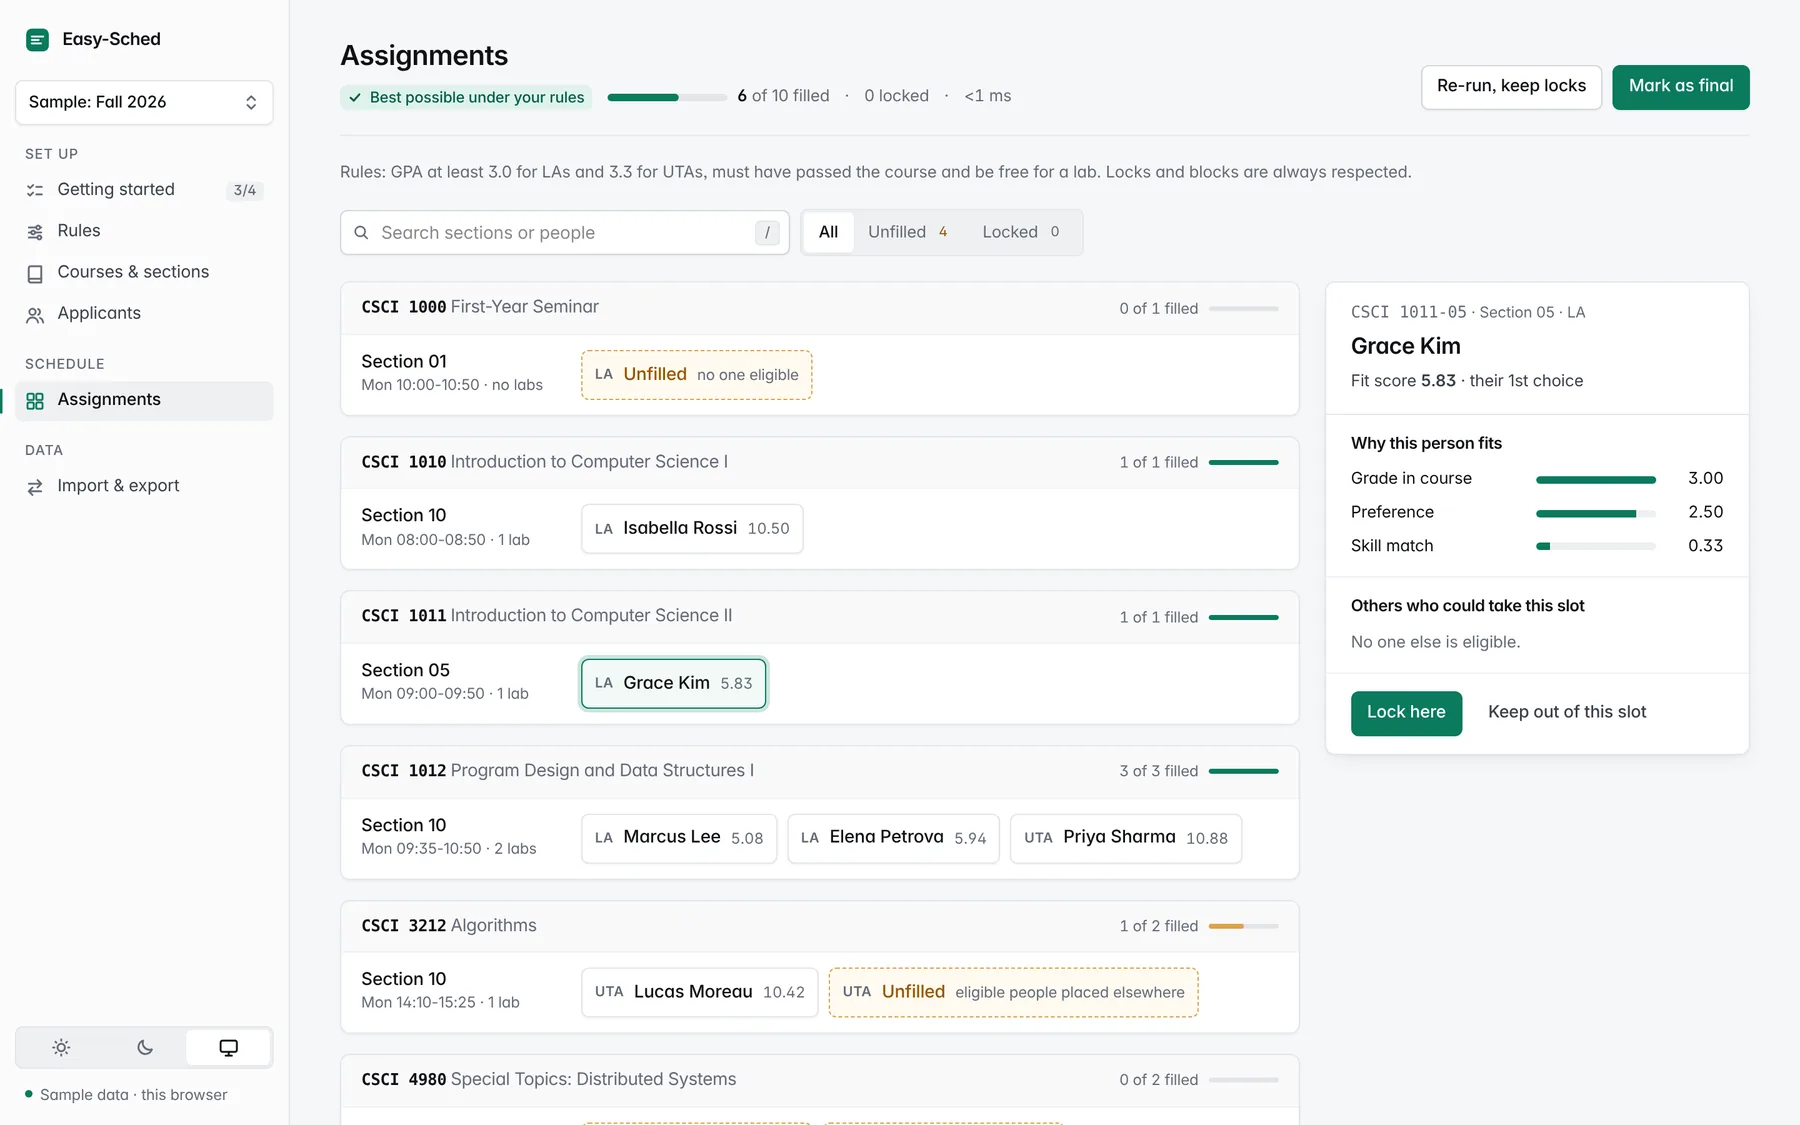 Easy-Sched
Sample: Fall 2026
SET UP
Getting started 3/4
Rules
Courses & sections
Applicants
SCHEDULE
Assignments
DATA
Import & export
Sample data · this browser
Assignments
Best possible under your rules 6 of 10 filled · 0 locked · <1 ms
Re-run, keep locks Mark as final
Rules: GPA at least 3.0 for LAs and 3.3 for UTAs, must have passed the course and be free for a lab. Locks and blocks are always respected.
Search sections or people /
All Unfilled 4 Locked 0
CSCI 1000 First-Year Seminar 0 of 1 filled
Section 01
Mon 10:00-10:50 · no labs
LA Unfilled no one eligible
CSCI 1010 Introduction to Computer Science I 1 of 1 filled
Section 10
Mon 08:00-08:50 · 1 lab
LA Isabella Rossi 10.50
CSCI 1011 Introduction to Computer Science II 1 of 1 filled
Section 05
Mon 09:00-09:50 · 1 lab
LA Grace Kim 5.83
CSCI 1012 Program Design and Data Structures I 3 of 3 filled
Section 10
Mon 09:35-10:50 · 2 labs
LA Marcus Lee 5.08 LA Elena Petrova 5.94 UTA Priya Sharma 10.88
CSCI 3212 Algorithms 1 of 2 filled
Section 10
Mon 14:10-15:25 · 1 lab
UTA Lucas Moreau 10.42 UTA Unfilled eligible people placed elsewhere
CSCI 4980 Special Topics: Distributed Systems 0 of 2 filled
CSCI 1011-05 · Section 05 · LA
Grace Kim
Fit score 5.83 · their 1st choice
Why this person fits
Grade in course 3.00
Preference 2.50
Skill match 0.33
Others who could take this slot
No one else is eligible.
Lock here Keep out of this slot